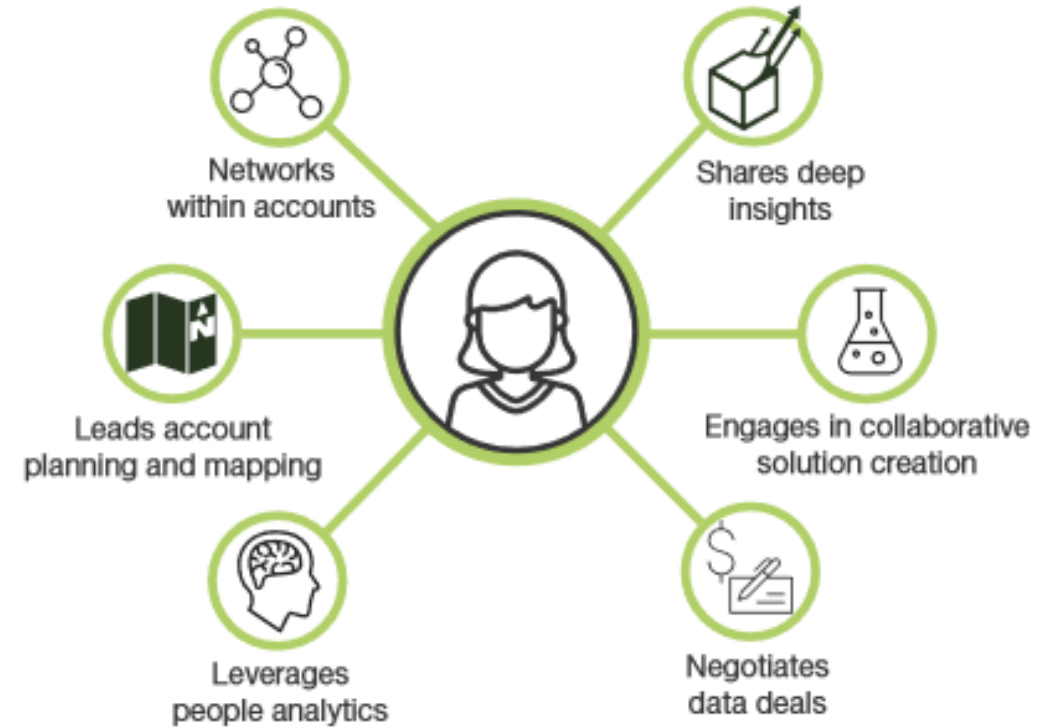 Networks
within accounts
Shares deep
insights
N
Leads account
planning and mapping
Engages in collaborative
solution creation
$
Leverages
people analytics
Negotiates
data deals